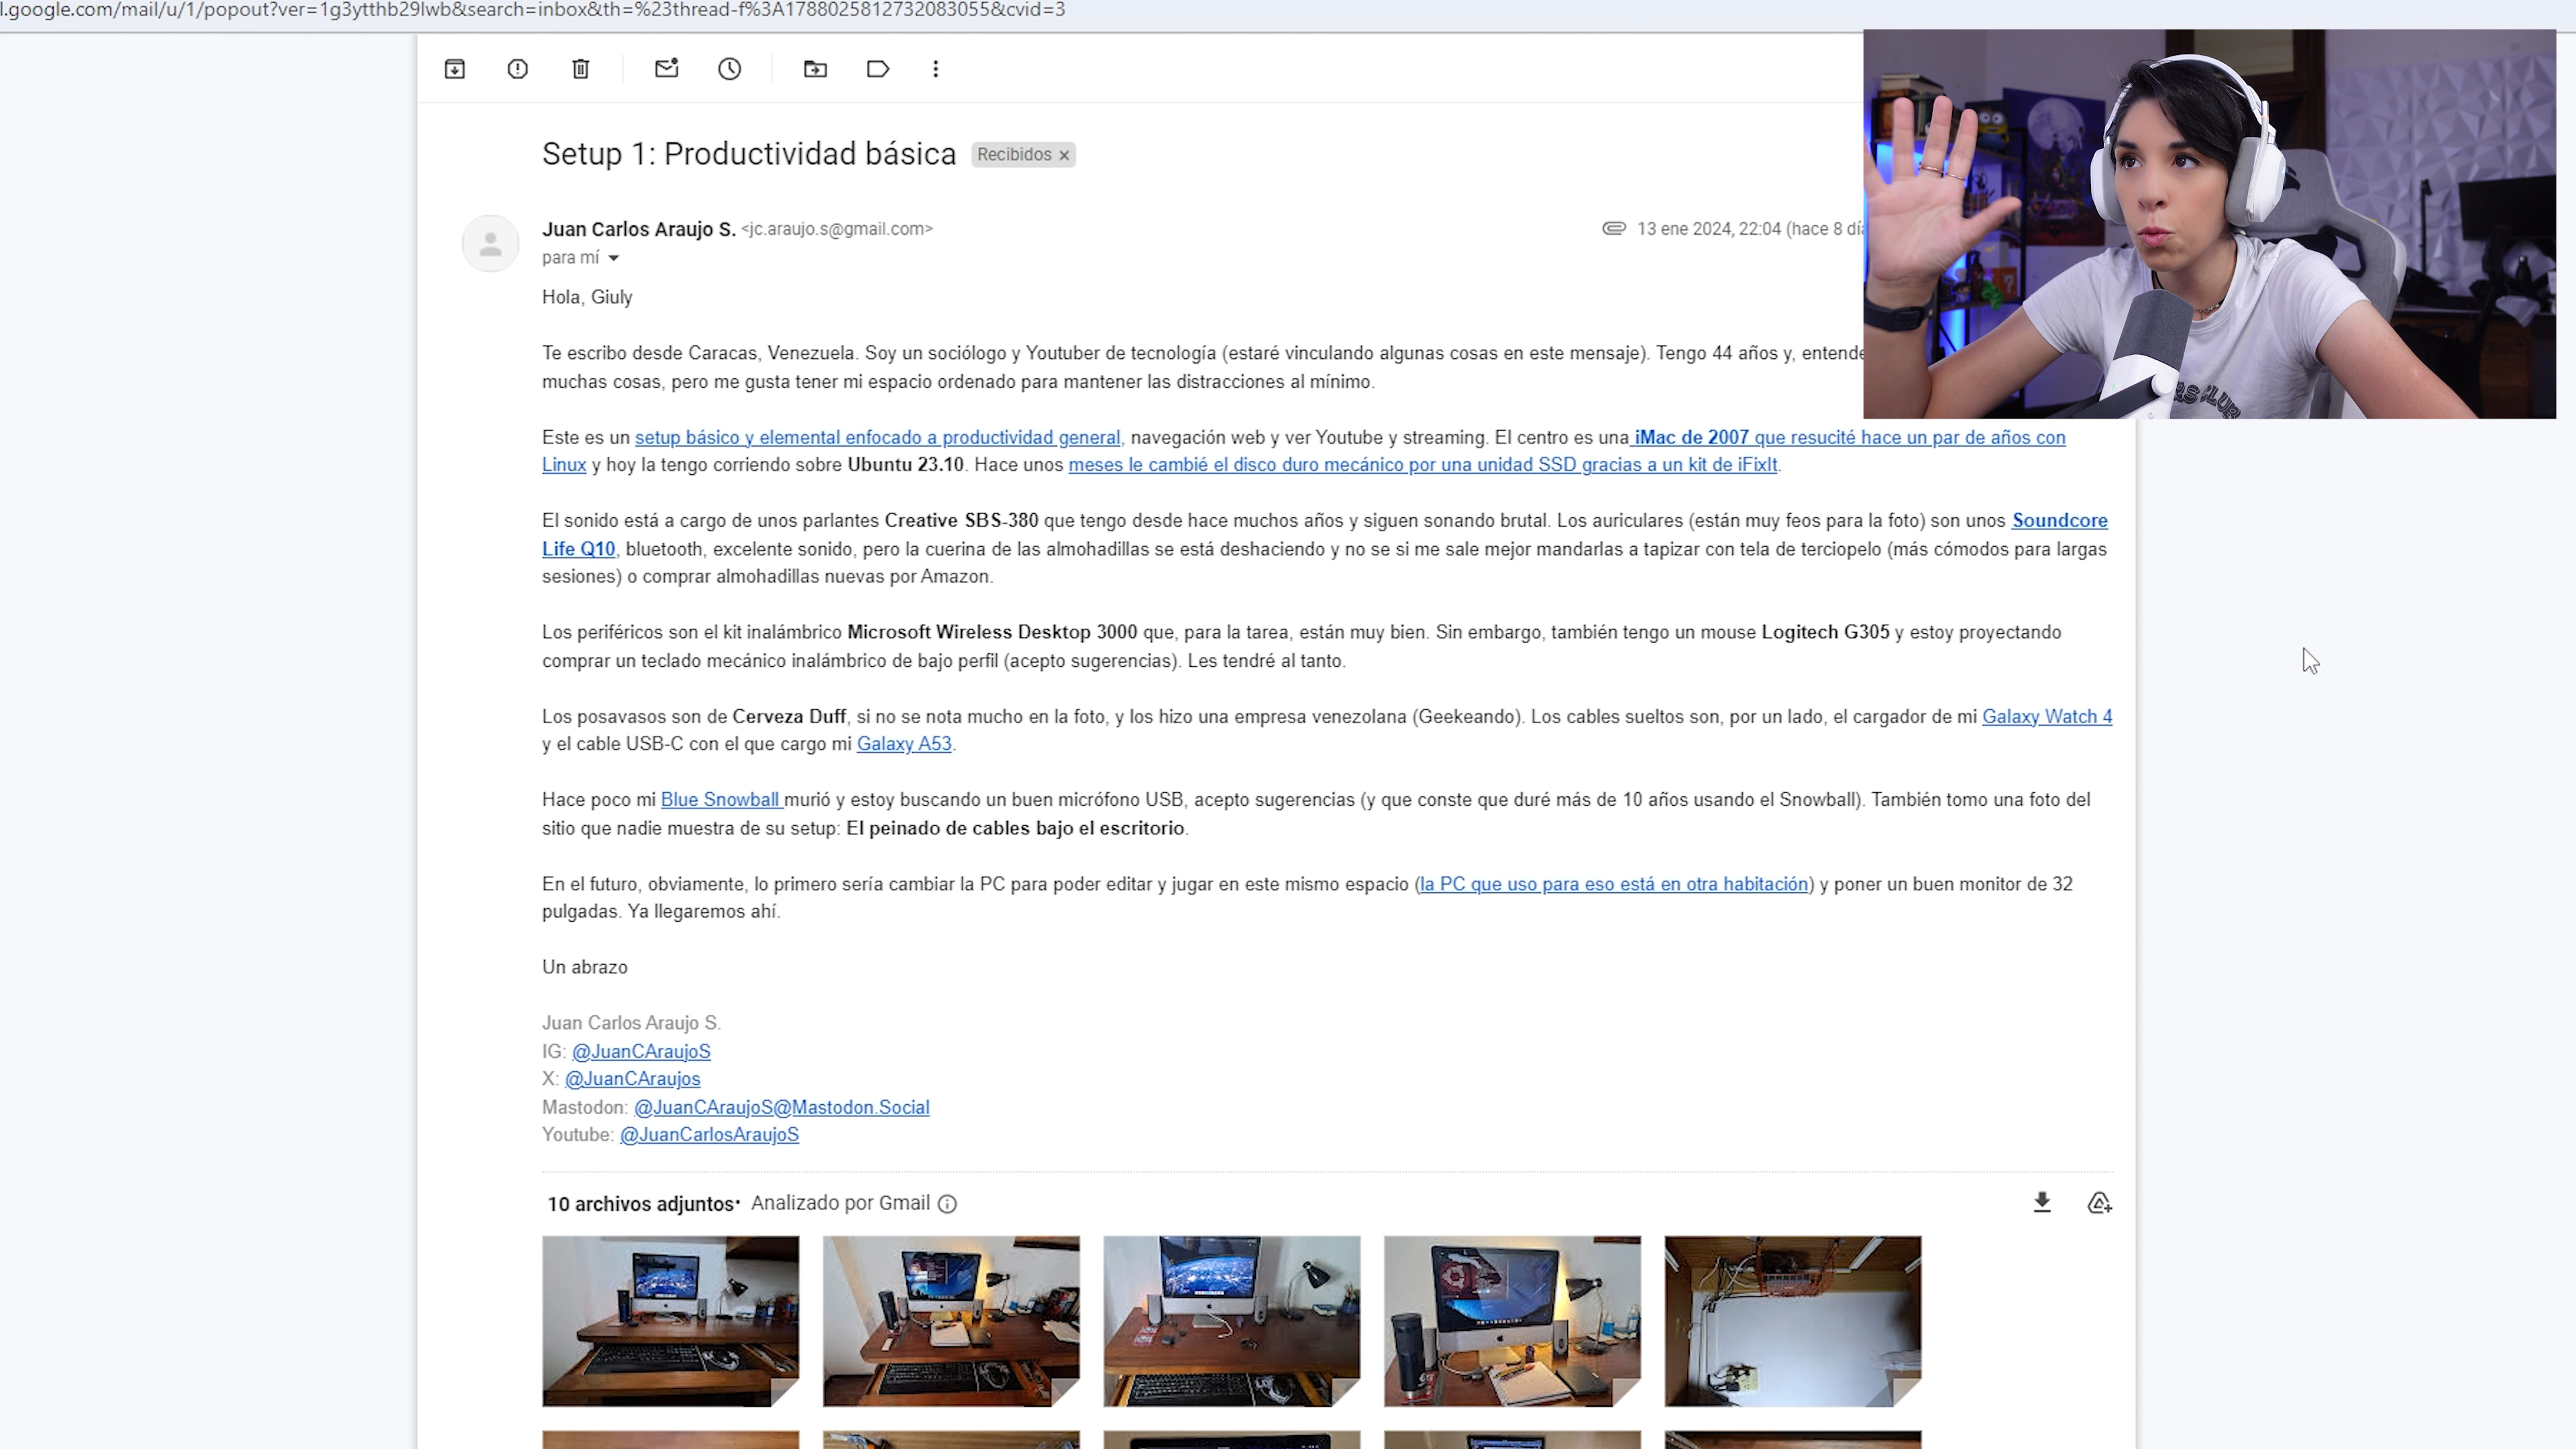 l.google.com/mail/u/1/popout?ver=1g3ytthb29lwb&search=inbox&th=%23thread-f%3A1788025812732083055&cvid=3
Setup 1: Productividad básica Recibidos x
Juan Carlos Araujo S. <jc.araujo.s@gmail.com> 13 ene 2024, 22:04 (hace 8
para mí
Hola, Giuly
Te escribo desde Caracas, Venezuela. Soy un sociólogo y Youtuber de tecnología (estaré vinculando algunas cosas en este mensaje). Tengo 44 años y,
muchas cosas, pero me gusta tener mi espacio ordenado para mantener las distracciones al mínimo.
Este es un setup básico y elemental enfocado a productividad general, navegación web y ver Youtube y streaming. El centro es una iMac de 2007 que resucité hace un par de años con
Linux y hoy la tengo corriendo sobre Ubuntu 23.10. Hace unos meses le cambié el disco duro mecánico por una unidad SSD gracias a un kit de iFixIt.
El sonido está a cargo de unos parlantes Creative SBS-380 que tengo desde hace muchos años y siguen sonando brutal. Los auriculares (están muy feos para la foto) son unos Soundcore
Life Q10, bluetooth, excelente sonido, pero la cuerina de las almohadillas se está deshaciendo y no se si me sale mejor mandarlas a tapizar con tela de terciopelo (más cómodos para largas
sesiones) o comprar almohadillas nuevas por Amazon.
Los periféricos son el kit inalámbrico Microsoft Wireless Desktop 3000 que, para la tarea, están muy bien. Sin embargo, también tengo un mouse Logitech G305 y estoy proyectando
comprar un teclado mecánico inalámbrico de bajo perfil (acepto sugerencias). Les tendré al tanto.
Los posavasos son de Cerveza Duff, si no se nota mucho en la foto, y los hizo una empresa venezolana (Geekeando). Los cables sueltos son, por un lado, el cargador de mi Galaxy Watch 4
y el cable USB-C con el que cargo mi Galaxy A53.
Hace poco mi Blue Snowball murió y estoy buscando un buen micrófono USB, acepto sugerencias (y que conste que duré más de 10 años usando el Snowball). También tomo una foto del
sitio que nadie muestra de su setup: El peinado de cables bajo el escritorio.
En el futuro, obviamente, lo primero sería cambiar la PC para poder editar y jugar en este mismo espacio (la PC que uso para eso está en otra habitación) y poner un buen monitor de 32
pulgadas. Ya llegaremos ahí.
Un abrazo
Juan Carlos Araujo S.
IG: @JuanCAraujoS
X: @JuanCAraujos
Mastodon: @JuanCAraujoS@Mastodon.Social
Youtube: @JuanCarlosAraujoS
10 archivos adjuntos• Analizado por Gmail